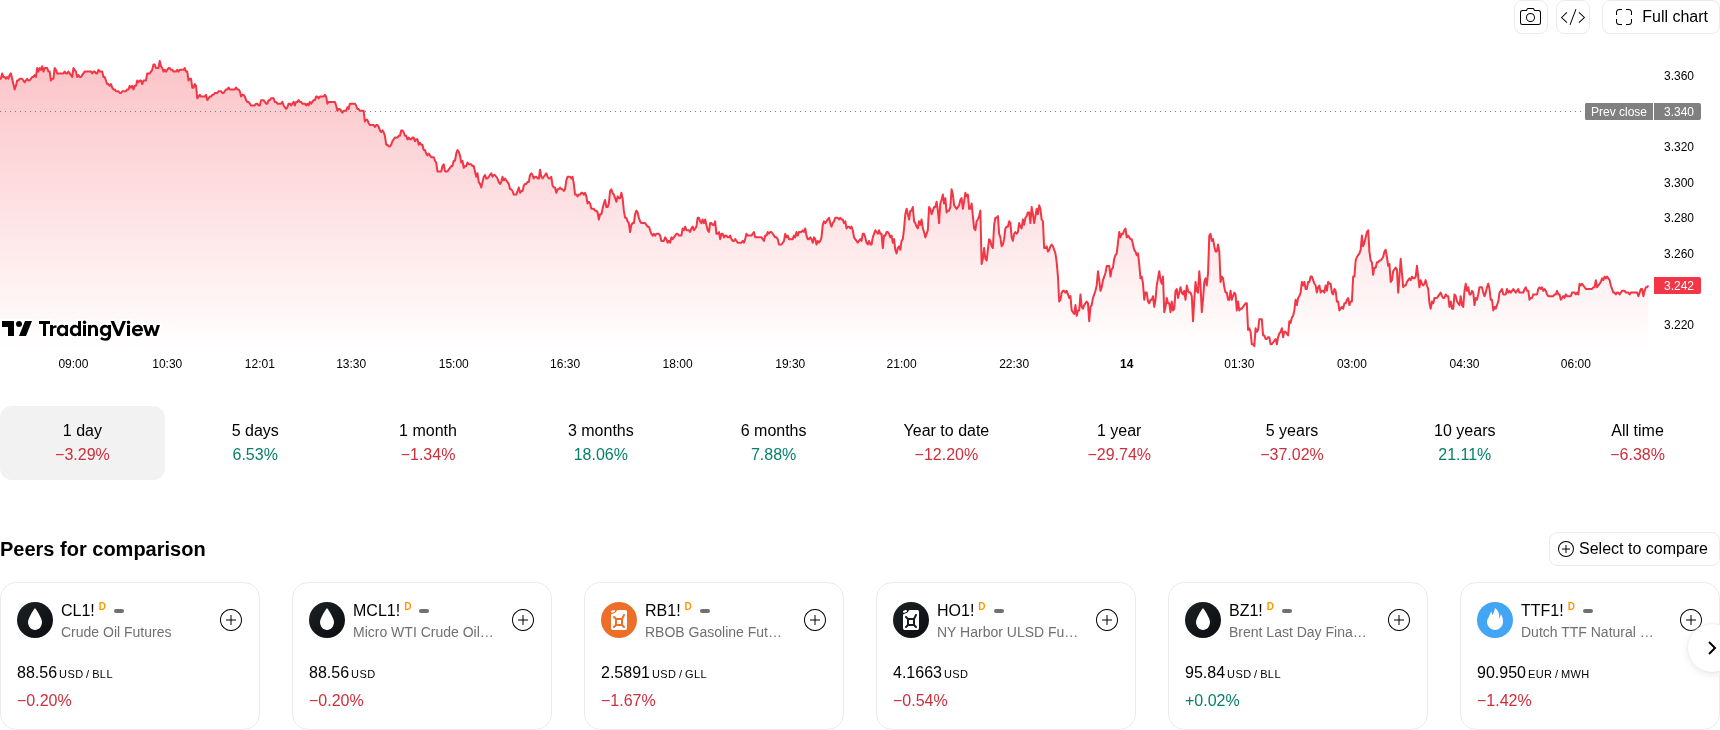 Full chart
3.360
Prev close 3.340
3.320
3.300
3.280
3.260
3.242
3.220
TradingView
09:00 10:30 12:01 13:30 15:00 16:30 18:00 19:30 21:00 22:30 14 01:30 03:00 04:30 06:00
1 day 5 days 1 month 3 months 6 months Year to date 1 year 5 years 10 years All time
−3.29% 6.53% −1.34% 18.06% 7.88% −12.20% −29.74% −37.02% 21.11% −6.38%
Peers for comparison
Select to compare
CL1! D
Crude Oil Futures
88.56 USD / BLL
−0.20%
MCL1! D
Micro WTI Crude Oil…
88.56 USD
−0.20%
RB1! D
RBOB Gasoline Fut…
2.5891 USD / GLL
−1.67%
HO1! D
NY Harbor ULSD Fu…
4.1663 USD
−0.54%
BZ1! D
Brent Last Day Fina…
95.84 USD / BLL
+0.02%
TTF1! D
Dutch TTF Natural …
90.950 EUR / MWH
−1.42%